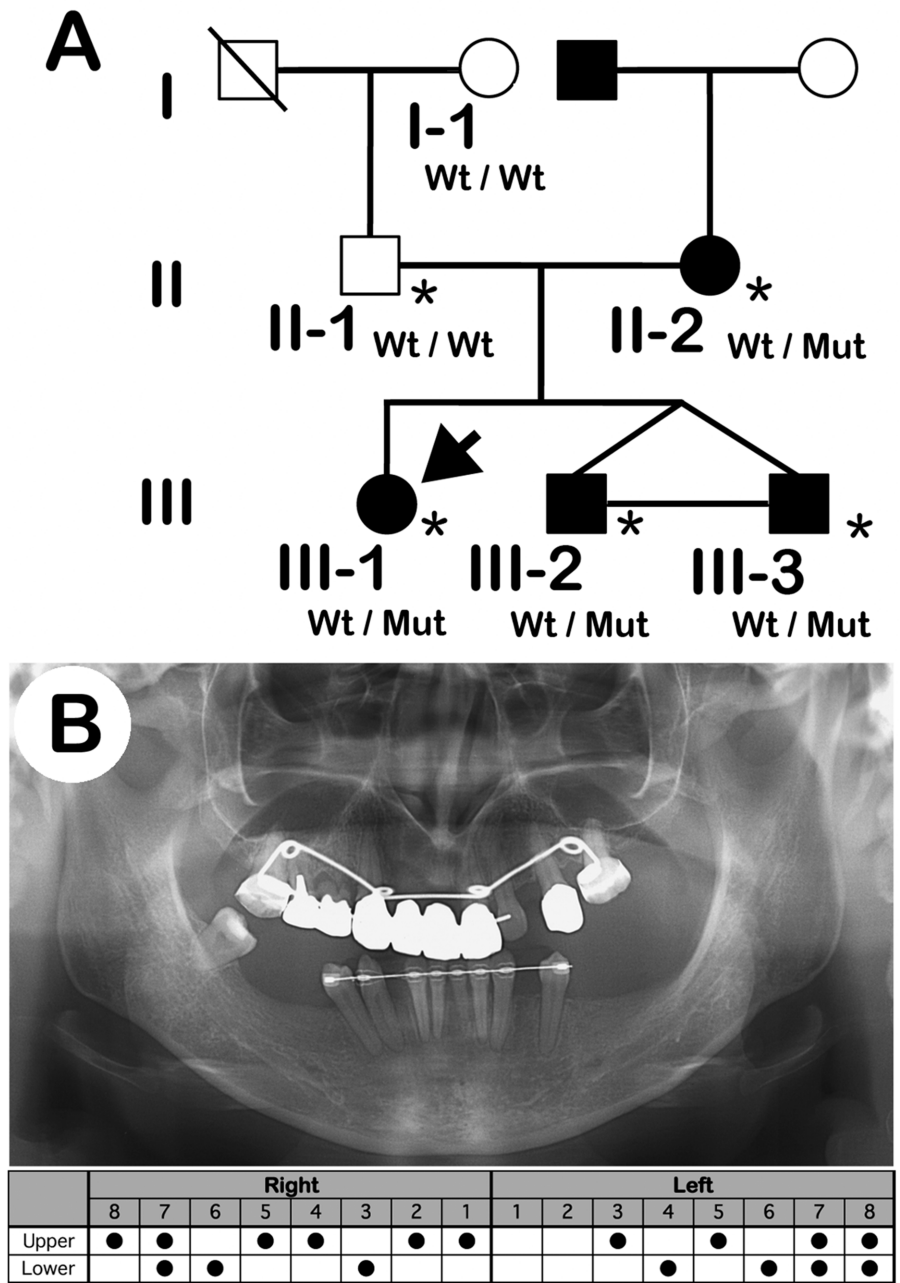 A
I
I-1
Wt / Wt
II
II-1 * Wt / Wt
II-2 * Wt / Mut
III
III-1 * III-2 * III-3 *
Wt / Mut Wt / Mut Wt / Mut
B
Right Left
8 7 6 5 4 3 2 1 1 2 3 4 5 6 7 8
Upper ● ● ● ● ● ● ● ● ● ●
Lower ● ● ● ● ● ● ●